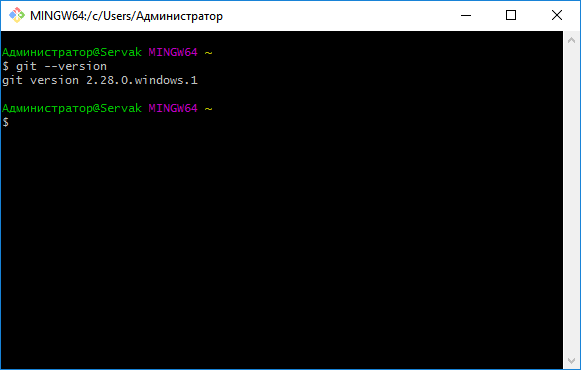 MINGW64:/c/Users/Администратор
Администратор@Servak MINGW64 ~
$ git --version
git version 2.28.0.windows.1
Администратор@Servak MINGW64 ~
$